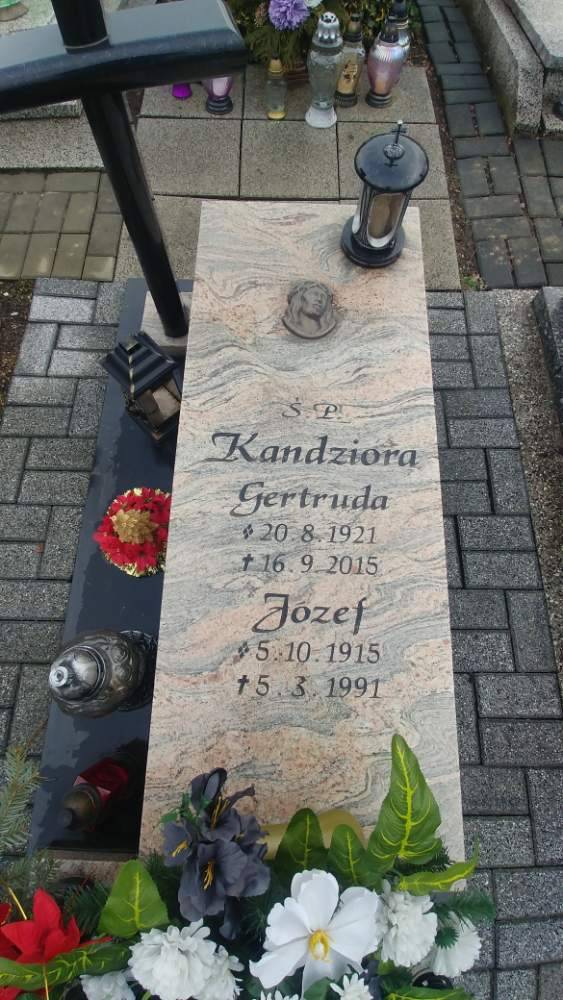 Ś. P.
Kandziora
Gertruda
* 20.8.1921
✝ 16.9.2015
Józef
* 5.10.1915
✝ 5.3.1991